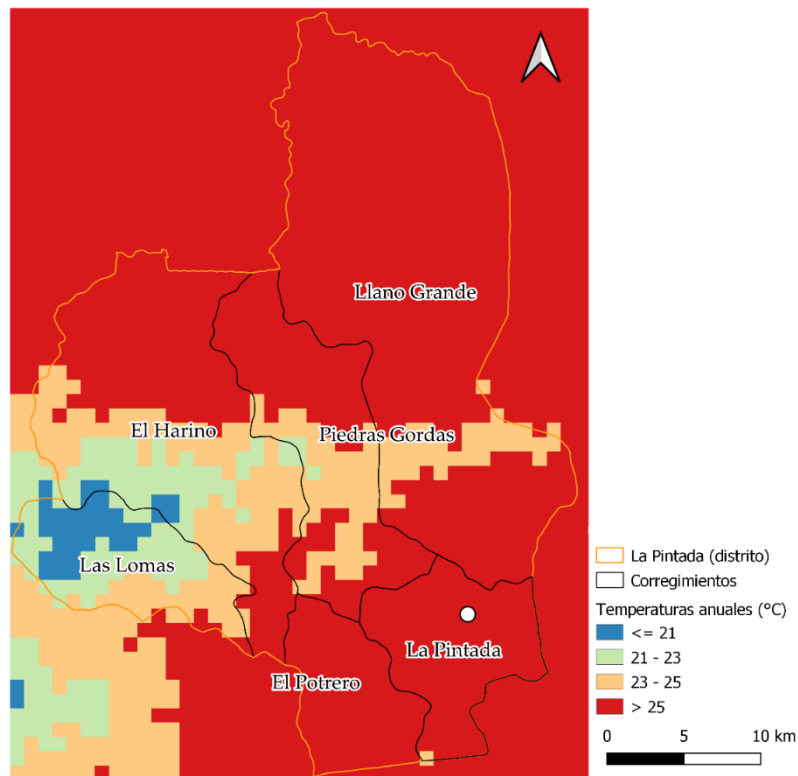 Llano Grande
El Harino
Piedras Gordas
Las Lomas
La Pintada
El Potrero
La Pintada (distrito)
Corregimientos
Temperaturas anuales (°C)
<= 21
21 - 23
23 - 25
> 25
0 5 10 km